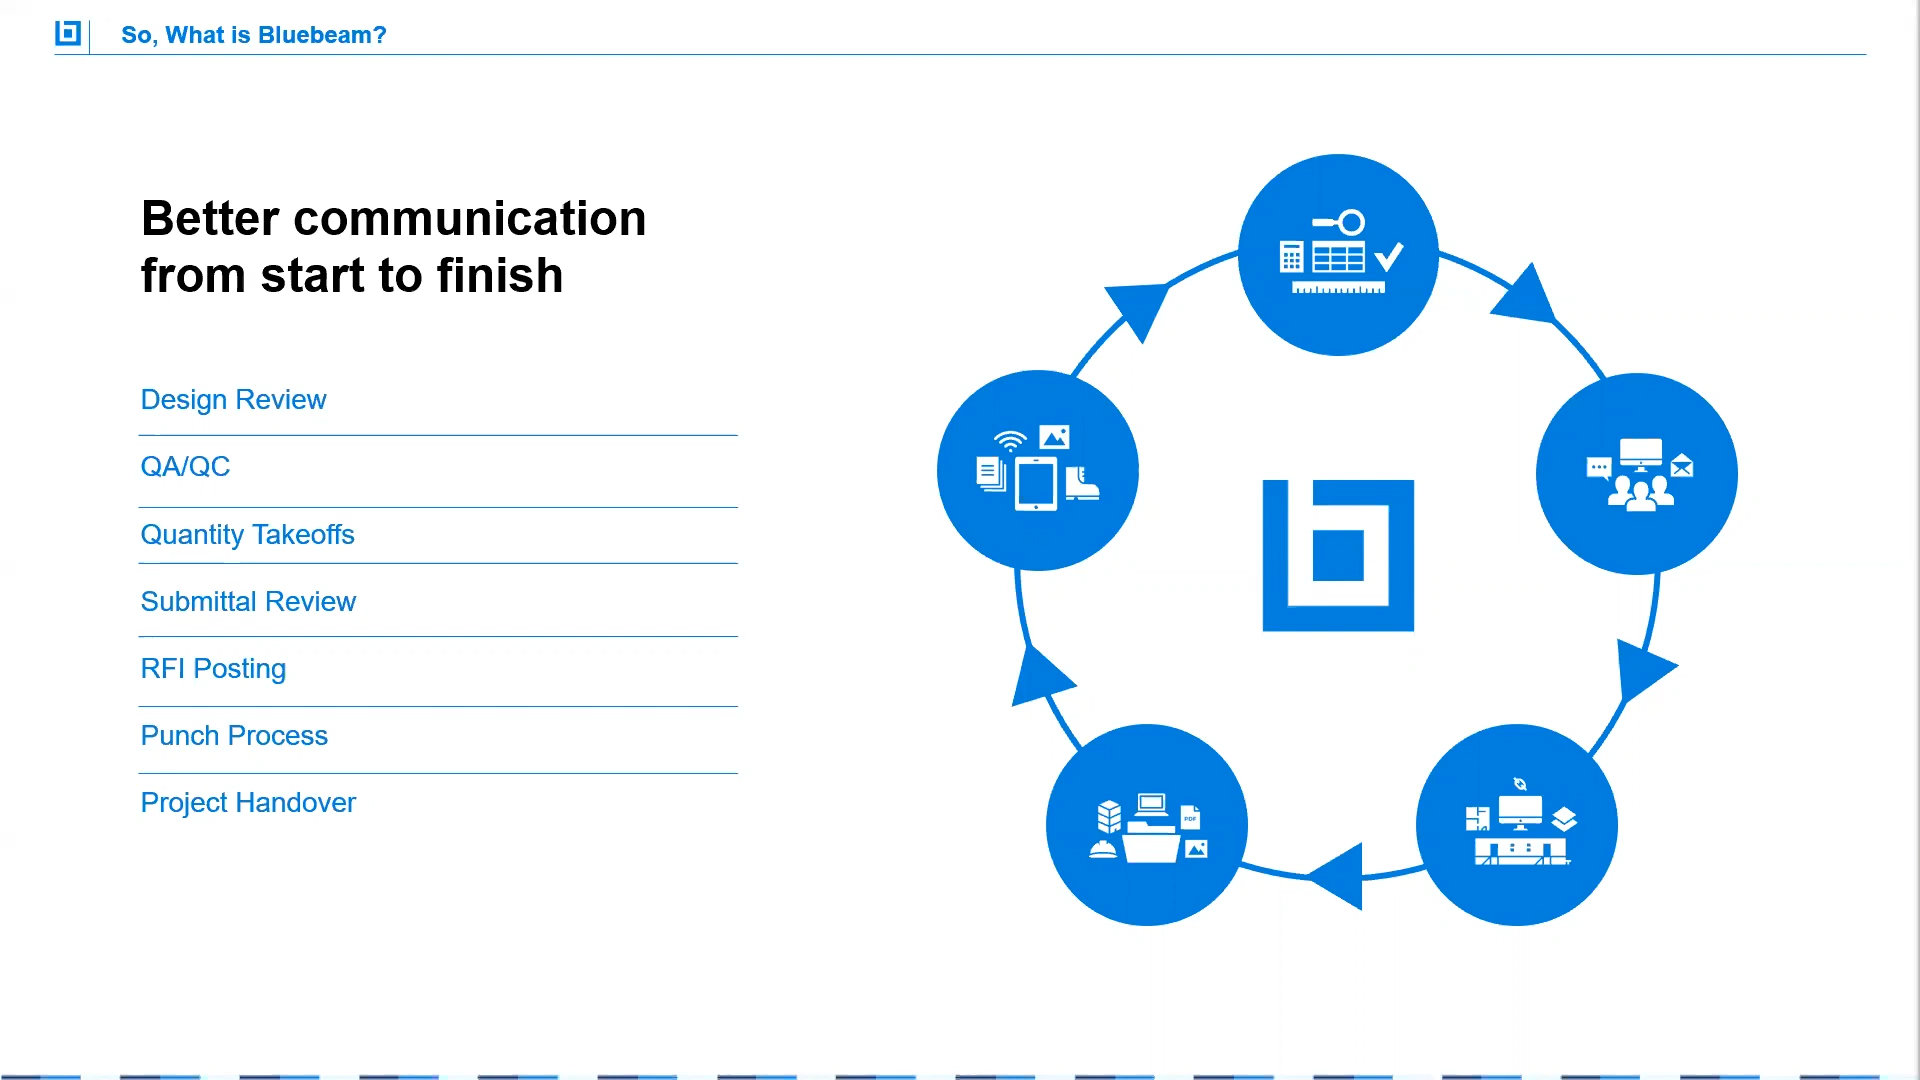 So, What is Bluebeam?
Better communication
from start to finish
Design Review
QA/QC
Quantity Takeoffs
Submittal Review
RFI Posting
Punch Process
Project Handover
PDF